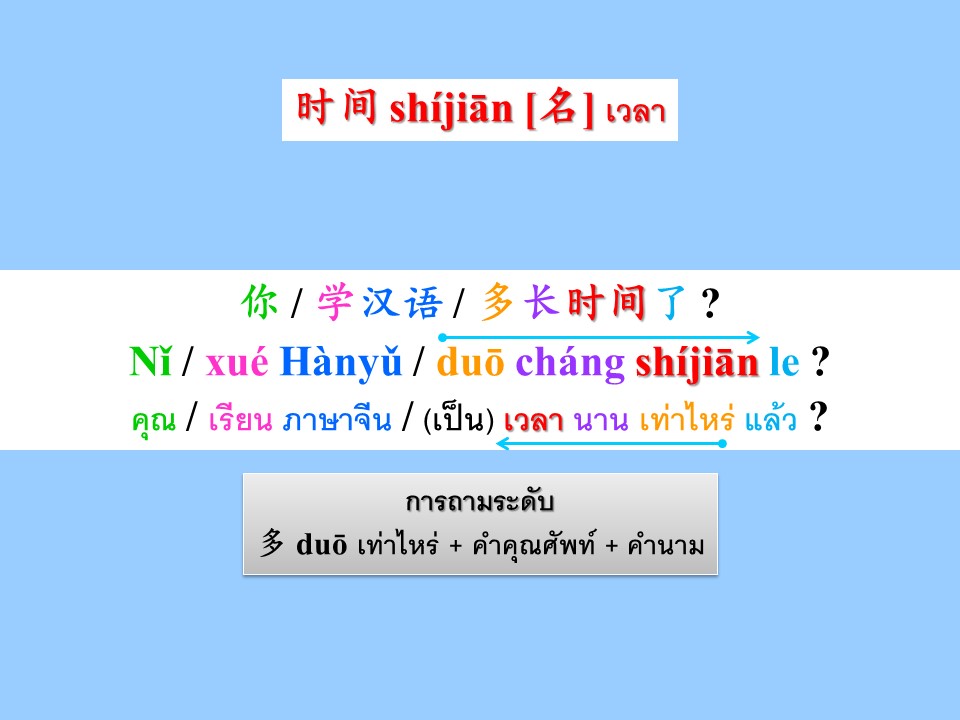 时间 shíjiān [名] เวลา
你 / 学汉语 / 多长时间了 ?
Nǐ / xué Hànyǔ / duō cháng shíjiān le ?
คุณ / เรียน ภาษาจีน / (เป็น) เวลา นาน เท่าไหร่ แล้ว ?
การถามระดับ
多 duō เท่าไหร่ + คำคุณศัพท์ + คำนาม